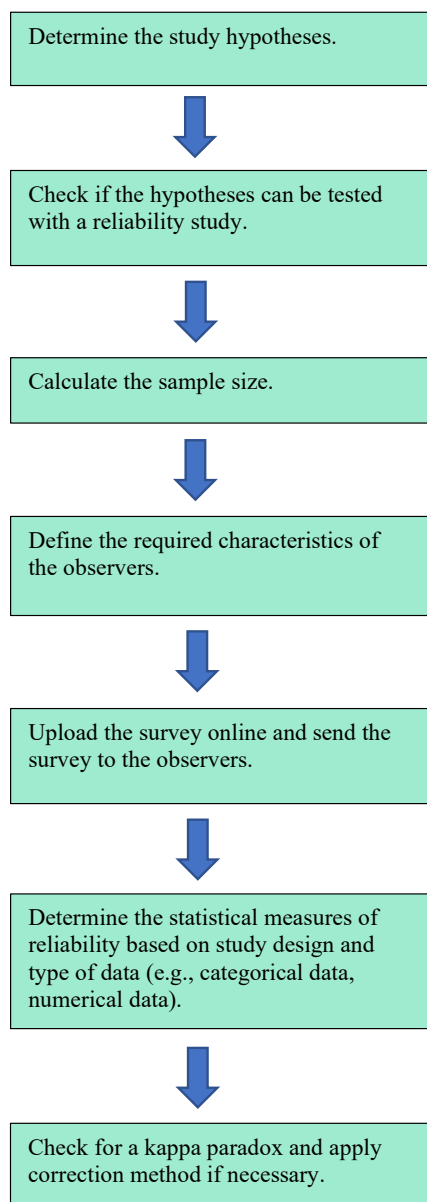 Determine the study hypotheses.
Check if the hypotheses can be tested
with a reliability study.
Calculate the sample size.
Define the required characteristics of
the observers.
Upload the survey online and send the
survey to the observers.
Determine the statistical measures of
reliability based on study design and
type of data (e.g., categorical data,
numerical data).
Check for a kappa paradox and apply
correction method if necessary.